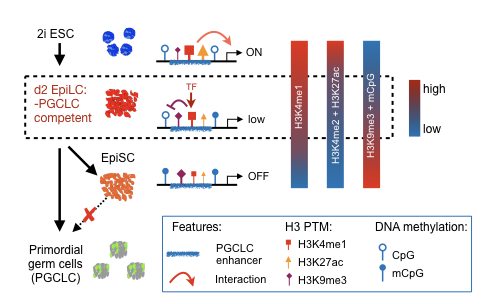 2i ESC
ON
d2 EpiLC:
-PGCLC
competent
TF
low
EpiSC
OFF
Primordial
germ cells
(PGCLC)
H3K4me1
H3K4me2 + H3K27ac
H3K9me3 + mCpG
high
low
Features:
PGCLC
enhancer
Interaction
H3 PTM:
H3K4me1
H3K27ac
H3K9me3
DNA methylation:
CpG
mCpG